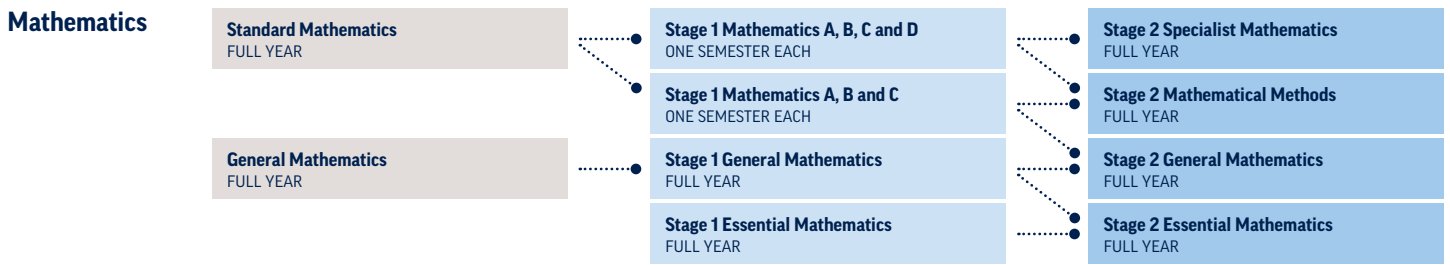 Mathematics
Standard Mathematics
FULL YEAR
Stage 1 Mathematics A, B, C and D
ONE SEMESTER EACH
Stage 2 Specialist Mathematics
FULL YEAR
Stage 1 Mathematics A, B and C
ONE SEMESTER EACH
Stage 2 Mathematical Methods
FULL YEAR
General Mathematics
FULL YEAR
Stage 1 General Mathematics
FULL YEAR
Stage 2 General Mathematics
FULL YEAR
Stage 1 Essential Mathematics
FULL YEAR
Stage 2 Essential Mathematics
FULL YEAR